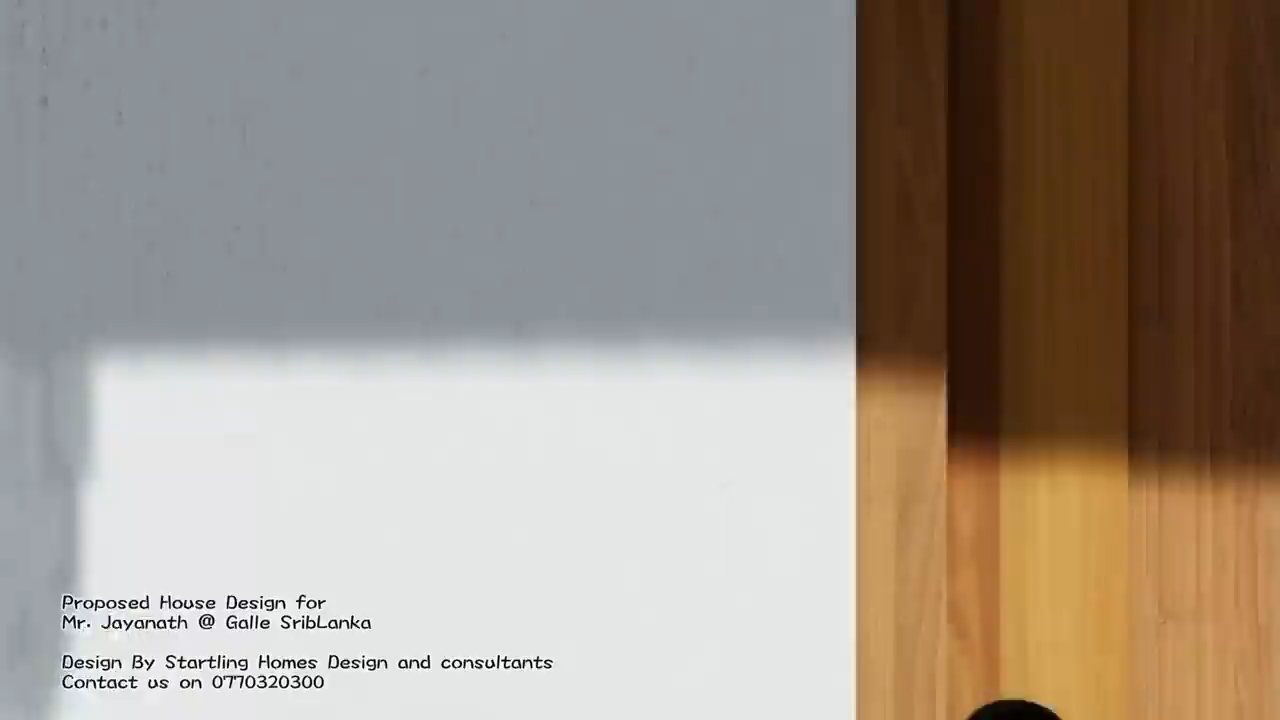 Proposed House Design for
Mr. Jayanath @ Galle SribLanka
Design By Startling Homes Design and consultants
Contact us on 0770320300